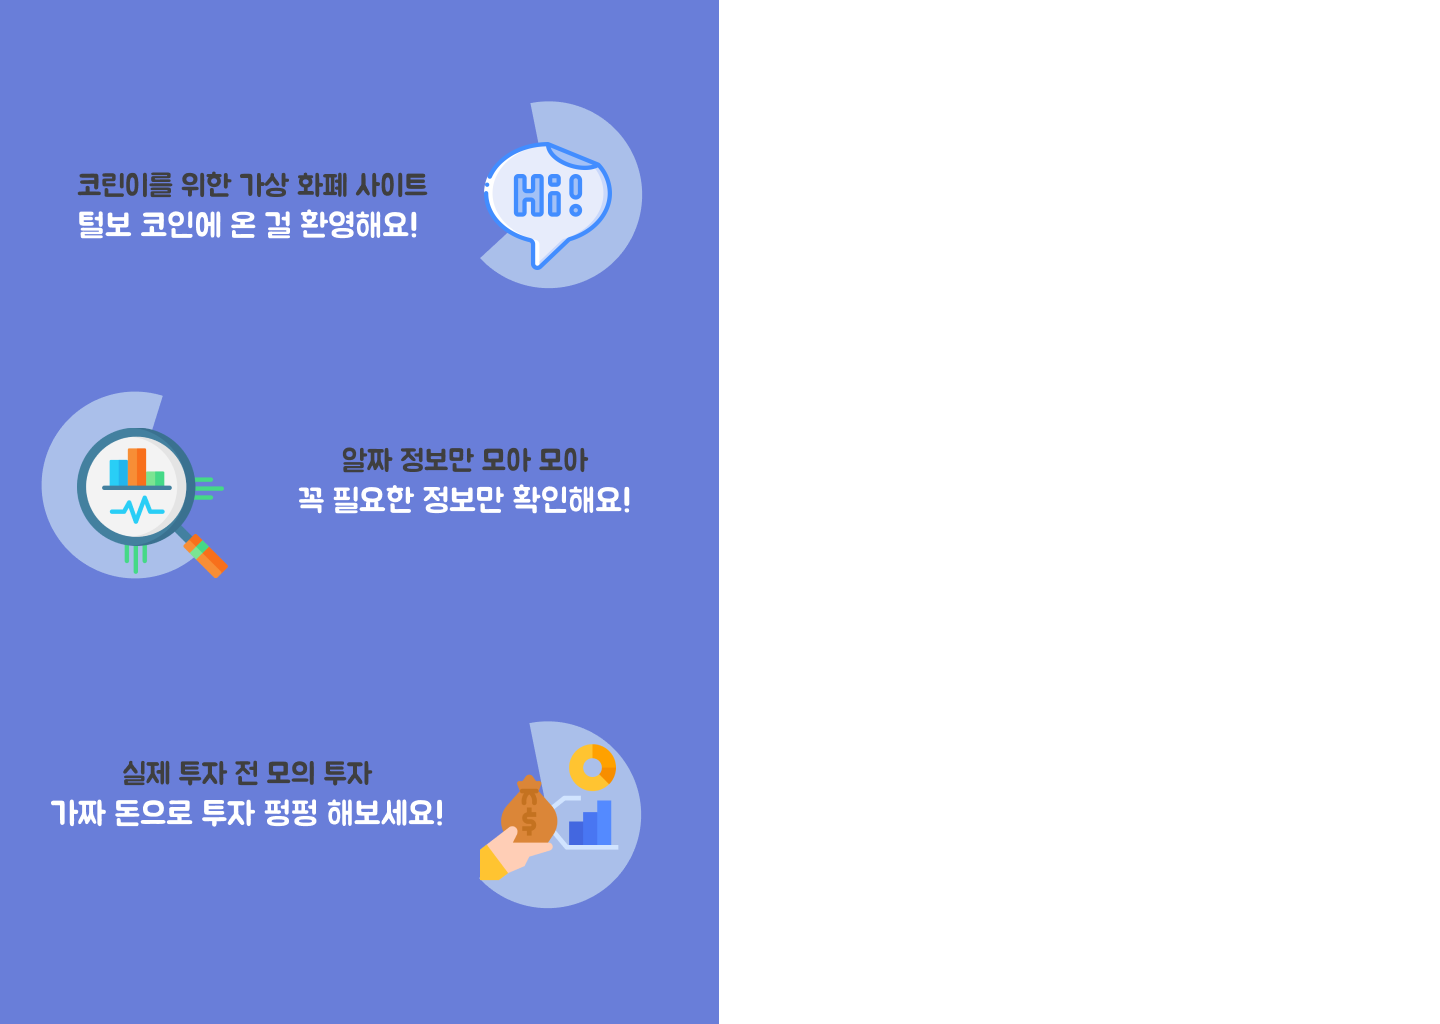 코린이를 위한 가상 화폐 사이트
털보 코인에 온 걸 환영해요!
Hi!
알짜 정보만 모아 모아
꼭 필요한 정보만 확인해요!
실제 투자 전 모의 투자
가짜 돈으로 투자 펑펑 해보세요!
$